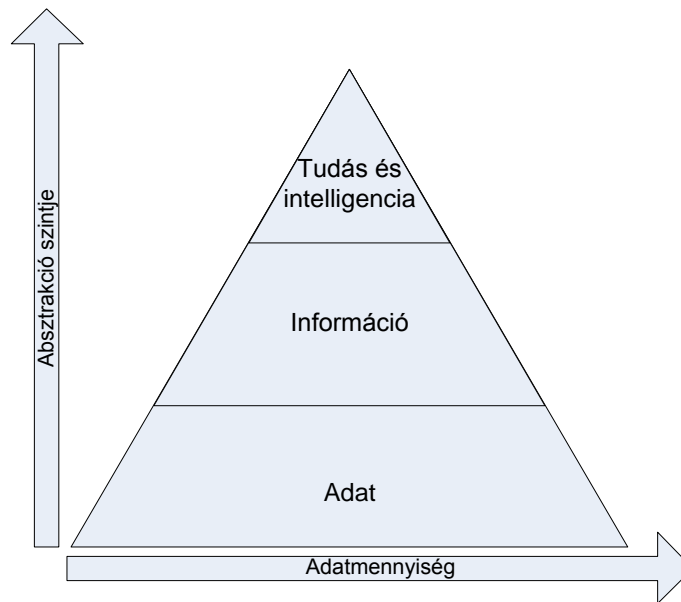 Absztrakció szintje
Tudás és
intelligencia
Információ
Adat
Adatmennyiség